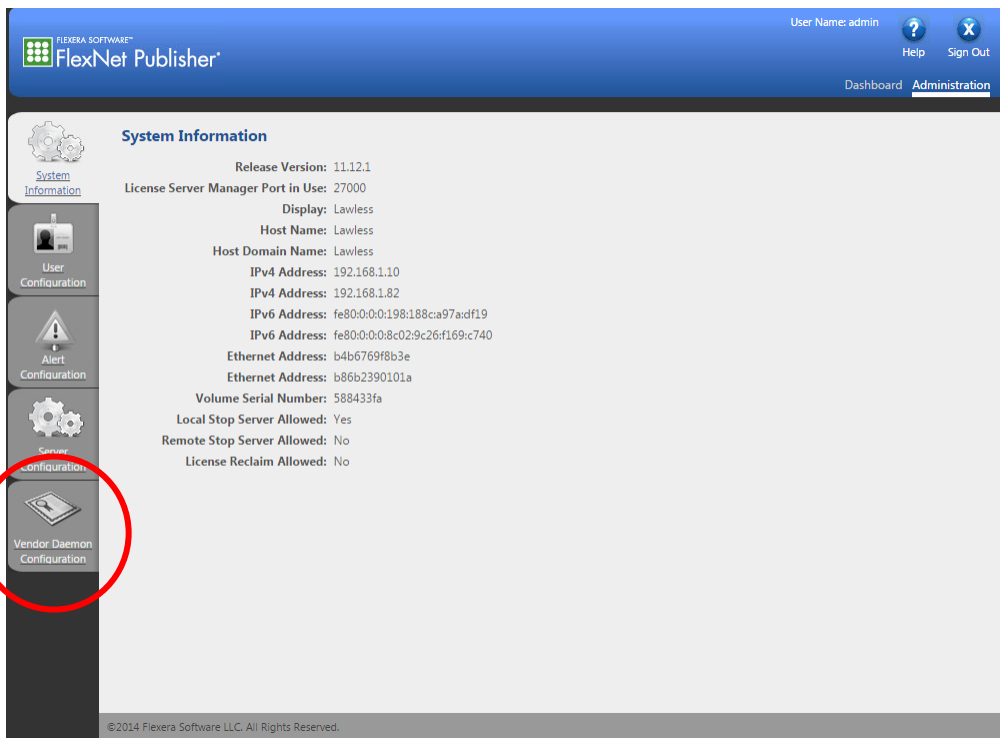 User Name: admin
FLEXERA SOFTWARE™
FlexNet Publisher®
?
X
Help
Sign Out
Dashboard
Administration
System
Information
User
Configuration
Alert
Configuration
Server
Configuration
Vendor Daemon
Configuration
System Information
Release Version: 11.12.1
License Server Manager Port in Use: 27000
Display: Lawless
Host Name: Lawless
Host Domain Name: Lawless
IPv4 Address: 192.168.1.10
IPv4 Address: 192.168.1.82
IPv6 Address: fe80:0:0:0:198:188c:a97a:df19
IPv6 Address: fe80:0:0:0:8c02:9c26:f169:c740
Ethernet Address: b4b6769f8b3e
Ethernet Address: b86b2390101a
Volume Serial Number: 588433fa
Local Stop Server Allowed: Yes
Remote Stop Server Allowed: No
License Reclaim Allowed: No
©2014 Flexera Software LLC. All Rights Reserved.